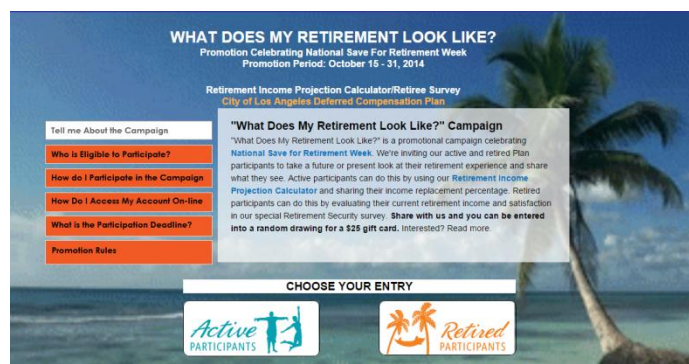 WHAT DOES MY RETIREMENT LOOK LIKE?
Promotion Celebrating National Save For Retirement Week
Promotion Period: October 15 - 31, 2014
Retirement Income Projection Calculator/Retiree Survey
City of Los Angeles Deferred Compensation Plan
Tell me About the Campaign
Who is Eligible to Participate?
How do I Participate in the Campaign
How Do I Access My Account On-line
What is the Participation Deadline?
Promotion Rules
"What Does My Retirement Look Like?" Campaign
"What Does My Retirement Look Like?" is a promotional campaign celebrating
National Save for Retirement Week. We're inviting our active and retired Plan
participants to take a future or present look at their retirement experience and share
what they see. Active participants can do this by using our Retirement Income
Projection Calculator and sharing their income replacement percentage. Retired
participants can do this by evaluating their current retirement income and satisfaction
in our special Retirement Security survey. Share with us and you can be entered
into a random drawing for a $25 gift card. Interested? Read more.
CHOOSE YOUR ENTRY
Active
PARTICIPANTS
Retired
PARTICIPANTS